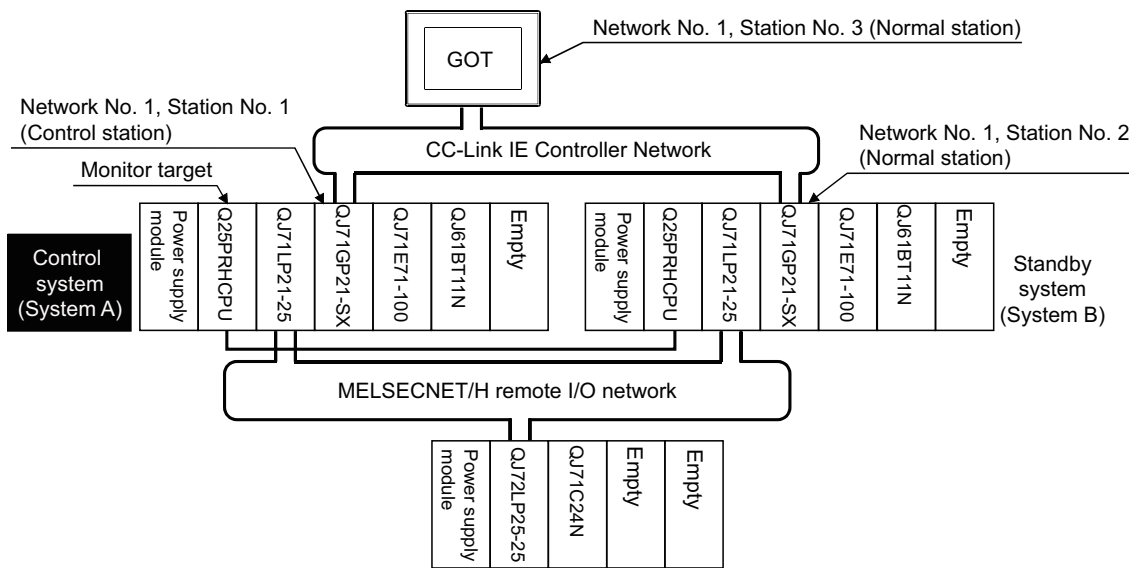 Network No. 1, Station No. 3 (Normal station)
GOT
Network No. 1, Station No. 1
(Control station)
Network No. 1, Station No. 2
(Normal station)
CC-Link IE Controller Network
Monitor target
Control
system
(System A)
Power supply
module
Q25PRHCPU
QJ71LP21-25
QJ71GP21-SX
QJ71E71-100
QJ61BT11N
Empty
Power supply
module
Q25PRHCPU
QJ71LP21-25
QJ71GP21-SX
QJ71E71-100
QJ61BT11N
Empty
Standby
system
(System B)
MELSECNET/H remote I/O network
Power supply
module
QJ72LP25-25
QJ71C24N
Empty
Empty